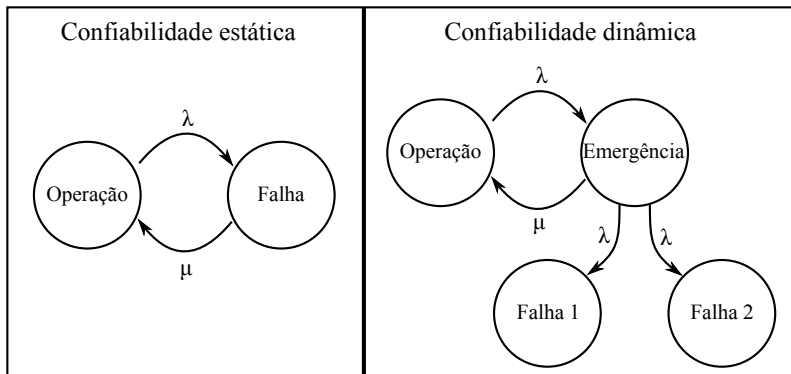 Confiabilidade estática
λ
Operação
Falha
μ
Confiabilidade dinâmica
λ
Operação
Emergência
μ
λ
λ
Falha 1
Falha 2